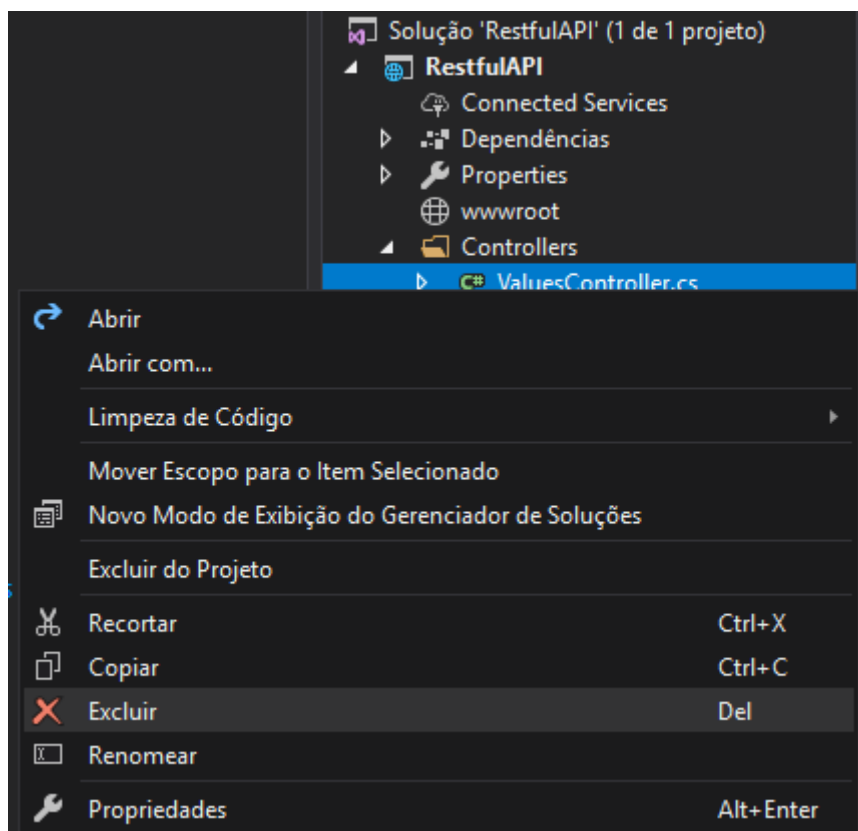 Solução 'RestfulAPI' (1 de 1 projeto)
RestfulAPI
Connected Services
Dependências
Properties
wwwroot
Controllers
C# ValuesController.cs
Abrir
Abrir com...
Limpeza de Código
Mover Escopo para o Item Selecionado
Novo Modo de Exibição do Gerenciador de Soluções
Excluir do Projeto
Recortar Ctrl+X
Copiar Ctrl+C
Excluir Del
Renomear
Propriedades Alt+Enter